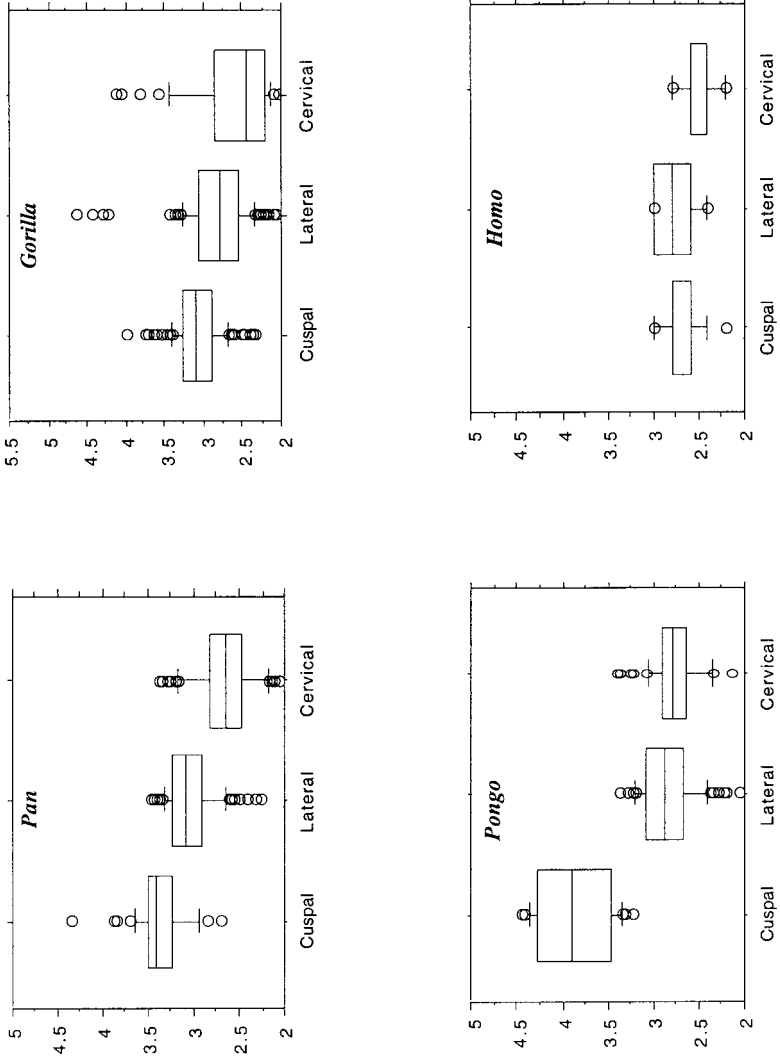 Gorilla
5.5
5
4.5
4
3.5
3
2.5
2
Cuspal
Lateral
Cervical
Homo
5
4.5
4
3.5
3
2.5
2
Cuspal
Lateral
Cervical
Pan
5
4.5
4
3.5
3
2.5
2
Cuspal
Lateral
Cervical
Pongo
5
4.5
4
3.5
3
2.5
2
Cuspal
Lateral
Cervical